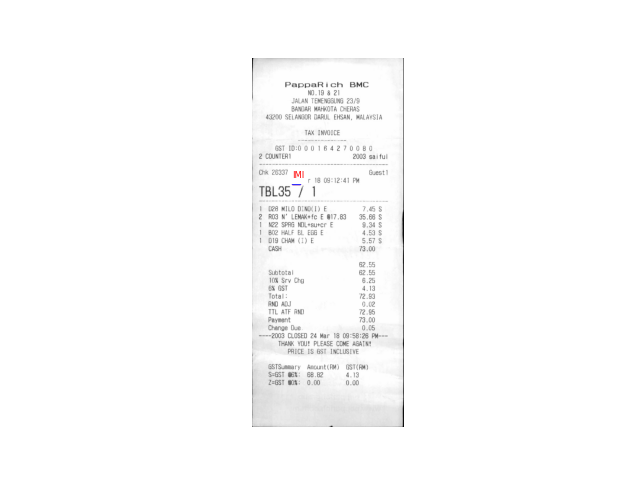 PappaRich BMC
NO.19 & 21
JALAN TEMENGGUNG 23/9
BANDAR MAHKOTA CHERAS
43200 SELANGOR DARUL EHSAN, MALAYSIA
TAX INVOICE
GST ID:000164270080
2 COUNTER1 2003 saiful
Chk 26337 Guest1
r 18 09:12:41 PM
TBL35 / 1
1 D26 MILO DINO(I) E 7.45 S
2 R03 N' LEMAK+fc E @17.83 35.66 S
1 N22 SPRG NDL+su+cr E 9.34 S
1 B02 HALF BL EGG E 4.53 S
1 D19 CHAM (I) E 5.57 S
CASH 73.00
62.55
Subtotal 62.55
10% Srv Chg 6.25
6% GST 4.13
Total: 72.93
RND ADJ 0.02
TTL ATF RND 72.95
Payment 73.00
Change Due 0.05
----2003 CLOSED 24 Mar 18 09:58:26 PM---
THANK YOU! PLEASE COME AGAIN!
PRICE IS GST INCLUSIVE
GSTSummary Amount(RM) GST(RM)
S=GST @6%: 68.82 4.13
Z=GST @0%: 0.00 0.00